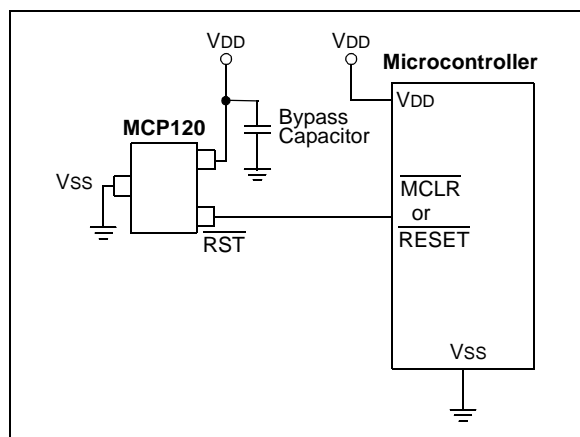 VDD
VDD
Microcontroller
VDD
MCP120
Bypass
Capacitor
VSS
MCLR
or
RESET
RST
VSS